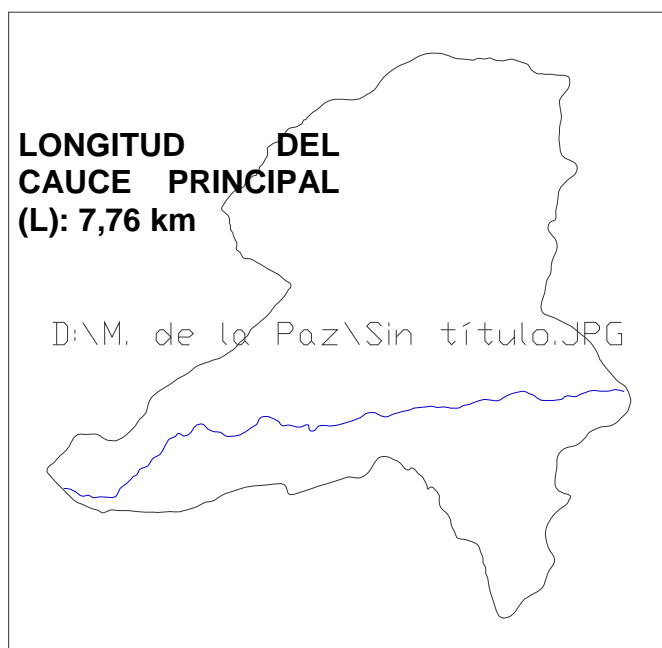 LONGITUD DEL
CAUCE PRINCIPAL
(L): 7,76 km
D:\M. de la Paz\Sin título.JPG